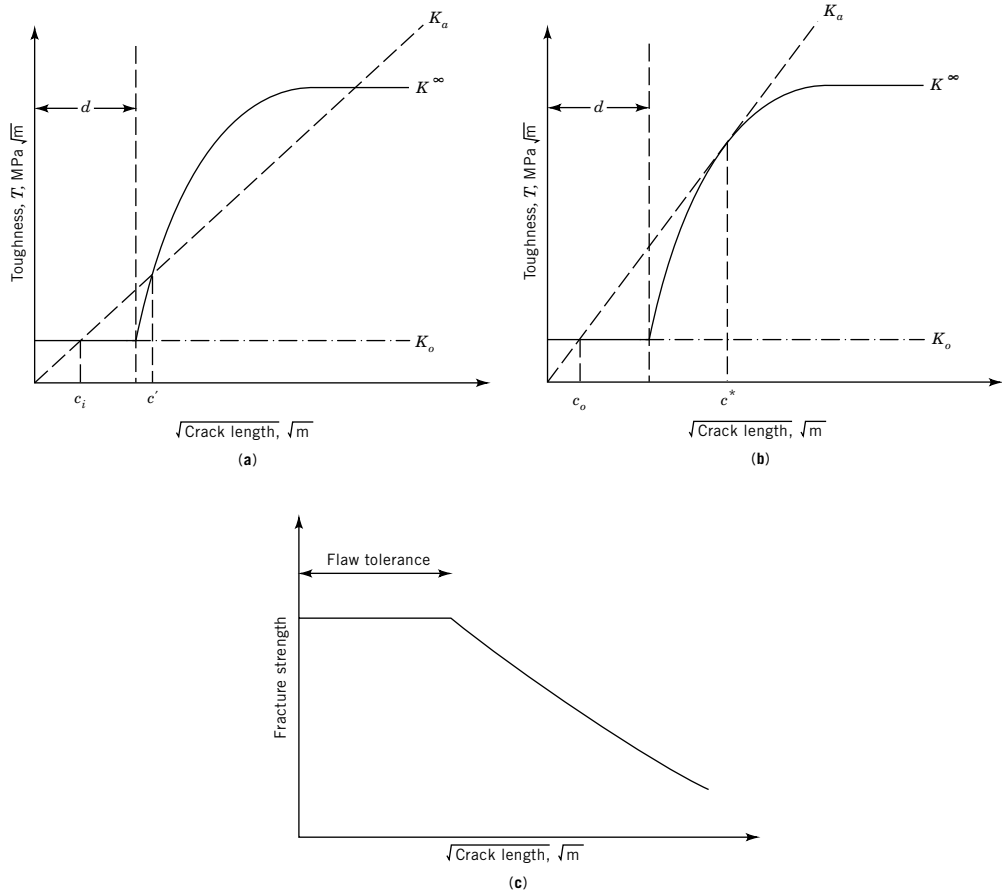 K_a
K^∞
d
Toughness, T, MPa √m
K_o
c_i
c′
√Crack length, √m
(a)
K_a
K^∞
d
Toughness, T, MPa √m
K_o
c_o
c*
√Crack length, √m
(b)
Flaw tolerance
Fracture strength
√Crack length, √m
(c)